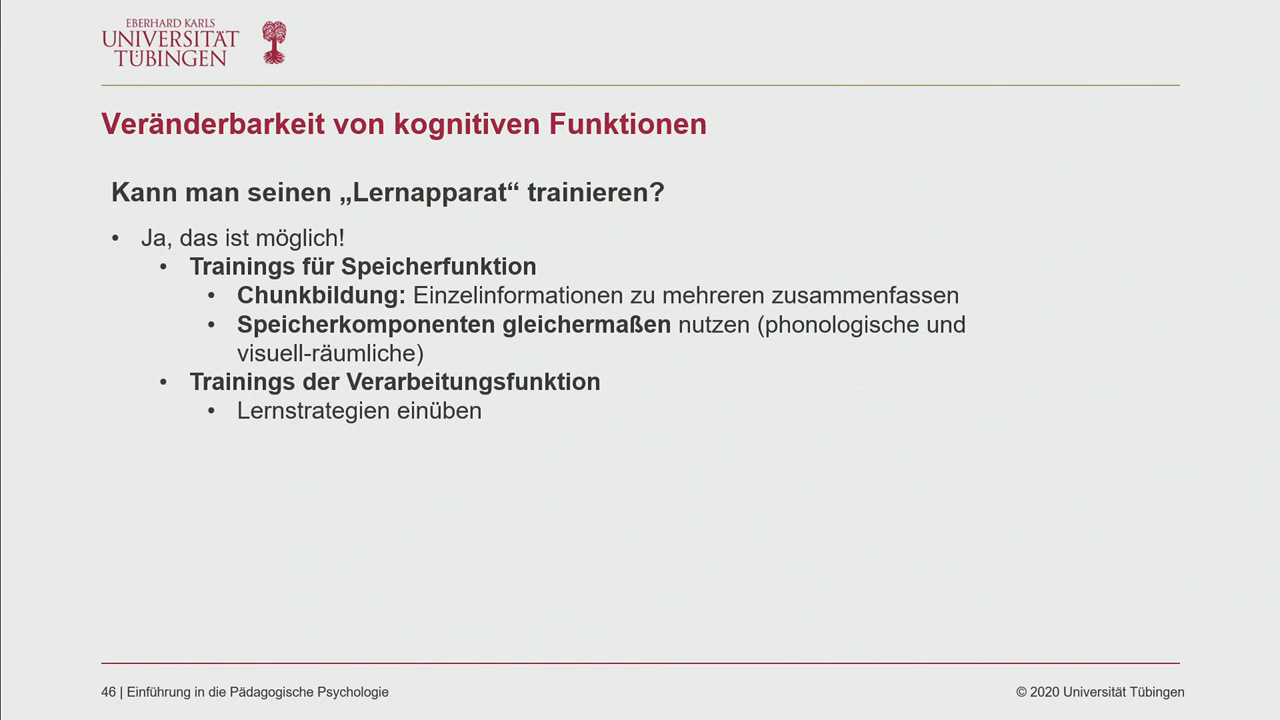 EBERHARD KARLS
UNIVERSITÄT
TÜBINGEN
Veränderbarkeit von kognitiven Funktionen
Kann man seinen „Lernapparat“ trainieren?
• Ja, das ist möglich!
• Trainings für Speicherfunktion
• Chunkbildung: Einzelinformationen zu mehreren zusammenfassen
• Speicherkomponenten gleichermaßen nutzen (phonologische und
visuell-räumliche)
• Trainings der Verarbeitungsfunktion
• Lernstrategien einüben
46 | Einführung in die Pädagogische Psychologie
© 2020 Universität Tübingen